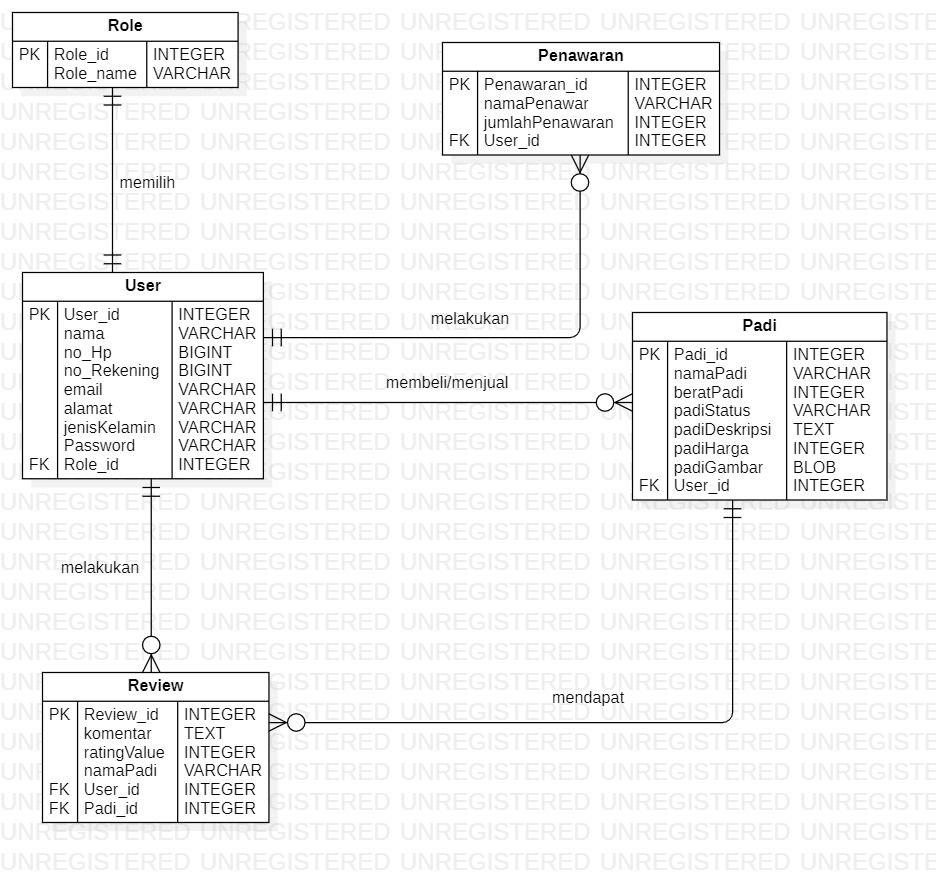 Role
PK Role_id INTEGER
Role_name VARCHAR
memilih
Penawaran
PK Penawaran_id INTEGER
namaPenawar VARCHAR
jumlahPenawaran INTEGER
FK User_id INTEGER
User
PK User_id INTEGER
nama VARCHAR
no_Hp BIGINT
no_Rekening BIGINT
email VARCHAR
alamat VARCHAR
jenisKelamin VARCHAR
Password VARCHAR
FK Role_id INTEGER
melakukan
membeli/menjual
Padi
PK Padi_id INTEGER
namaPadi VARCHAR
beratPadi INTEGER
padiStatus VARCHAR
padiDeskripsi TEXT
padiHarga INTEGER
padiGambar BLOB
FK User_id INTEGER
melakukan
Review
PK Review_id INTEGER
komentar TEXT
ratingValue INTEGER
namaPadi VARCHAR
FK User_id INTEGER
FK Padi_id INTEGER
mendapat
UNREGISTERED